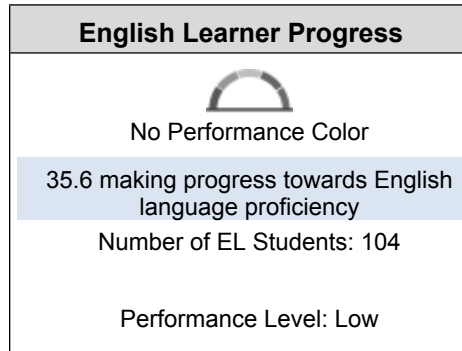 English Learner Progress
No Performance Color
35.6 making progress towards English
language proficiency
Number of EL Students: 104
Performance Level: Low